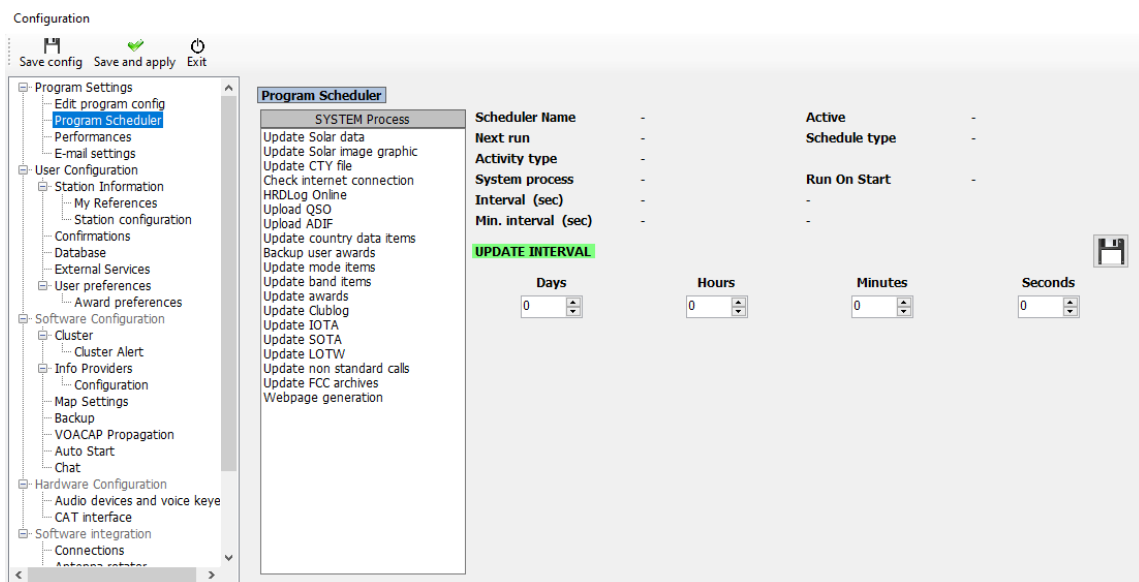 Configuration
Save config Save and apply Exit
Program Settings
Edit program config
Program Scheduler
Performances
E-mail settings
User Configuration
Station Information
My References
Station configuration
Confirmations
Database
External Services
User preferences
Award preferences
Software Configuration
Cluster
Cluster Alert
Info Providers
Configuration
Map Settings
Backup
VOACAP Propagation
Auto Start
Chat
Hardware Configuration
Audio devices and voice keye
CAT interface
Software integration
Connections
Antenna rotator
Program Scheduler
SYSTEM Process
Update Solar data
Update Solar image graphic
Update CTY file
Check internet connection
HRDLog Online
Upload QSO
Upload ADIF
Update country data items
Backup user awards
Update mode items
Update band items
Update awards
Update Clublog
Update IOTA
Update SOTA
Update LOTW
Update non standard calls
Update FCC archives
Webpage generation
Scheduler Name - Active -
Next run - Schedule type -
Activity type -
System process - Run On Start -
Interval (sec) - -
Min. interval (sec) - -
UPDATE INTERVAL
Days Hours Minutes Seconds
0 0 0 0